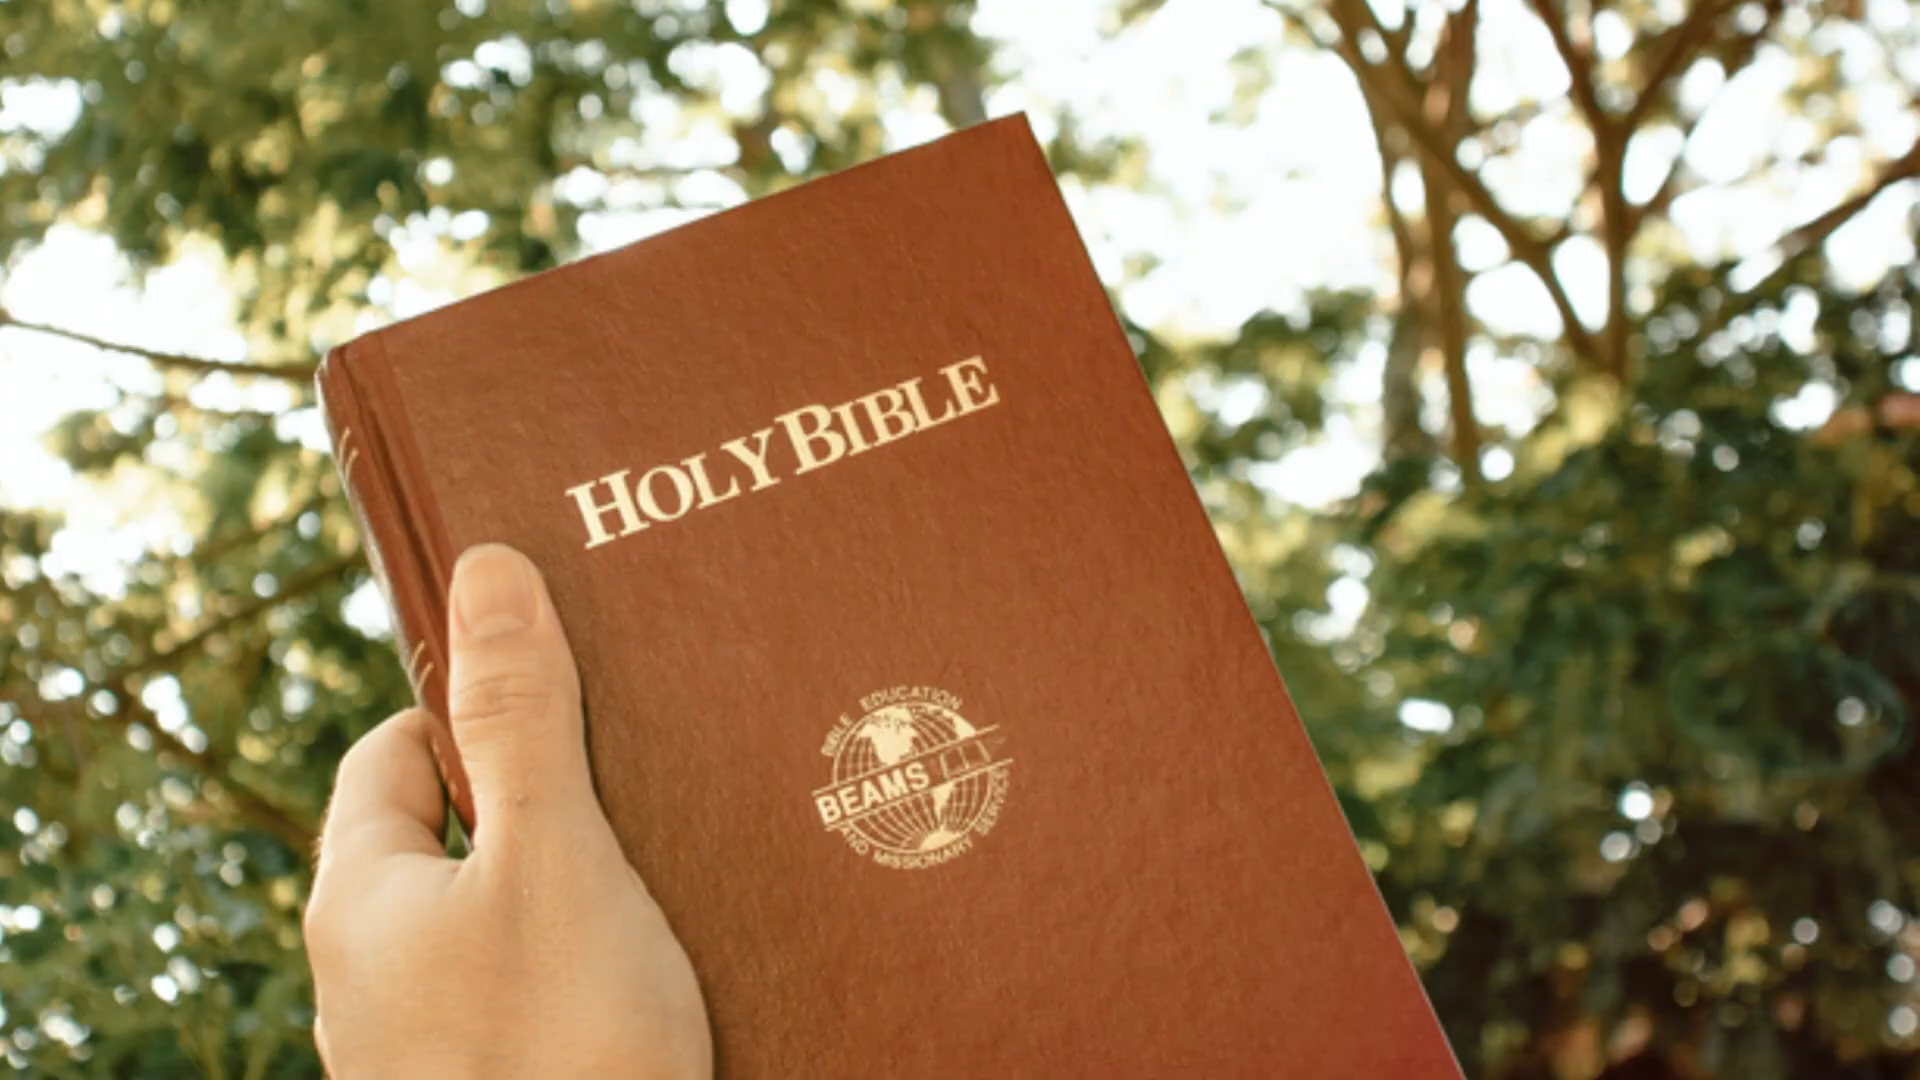 HOLY BIBLE
BIBLE EDUCATION
BEAMS
AND MISSIONARY
SERVICE